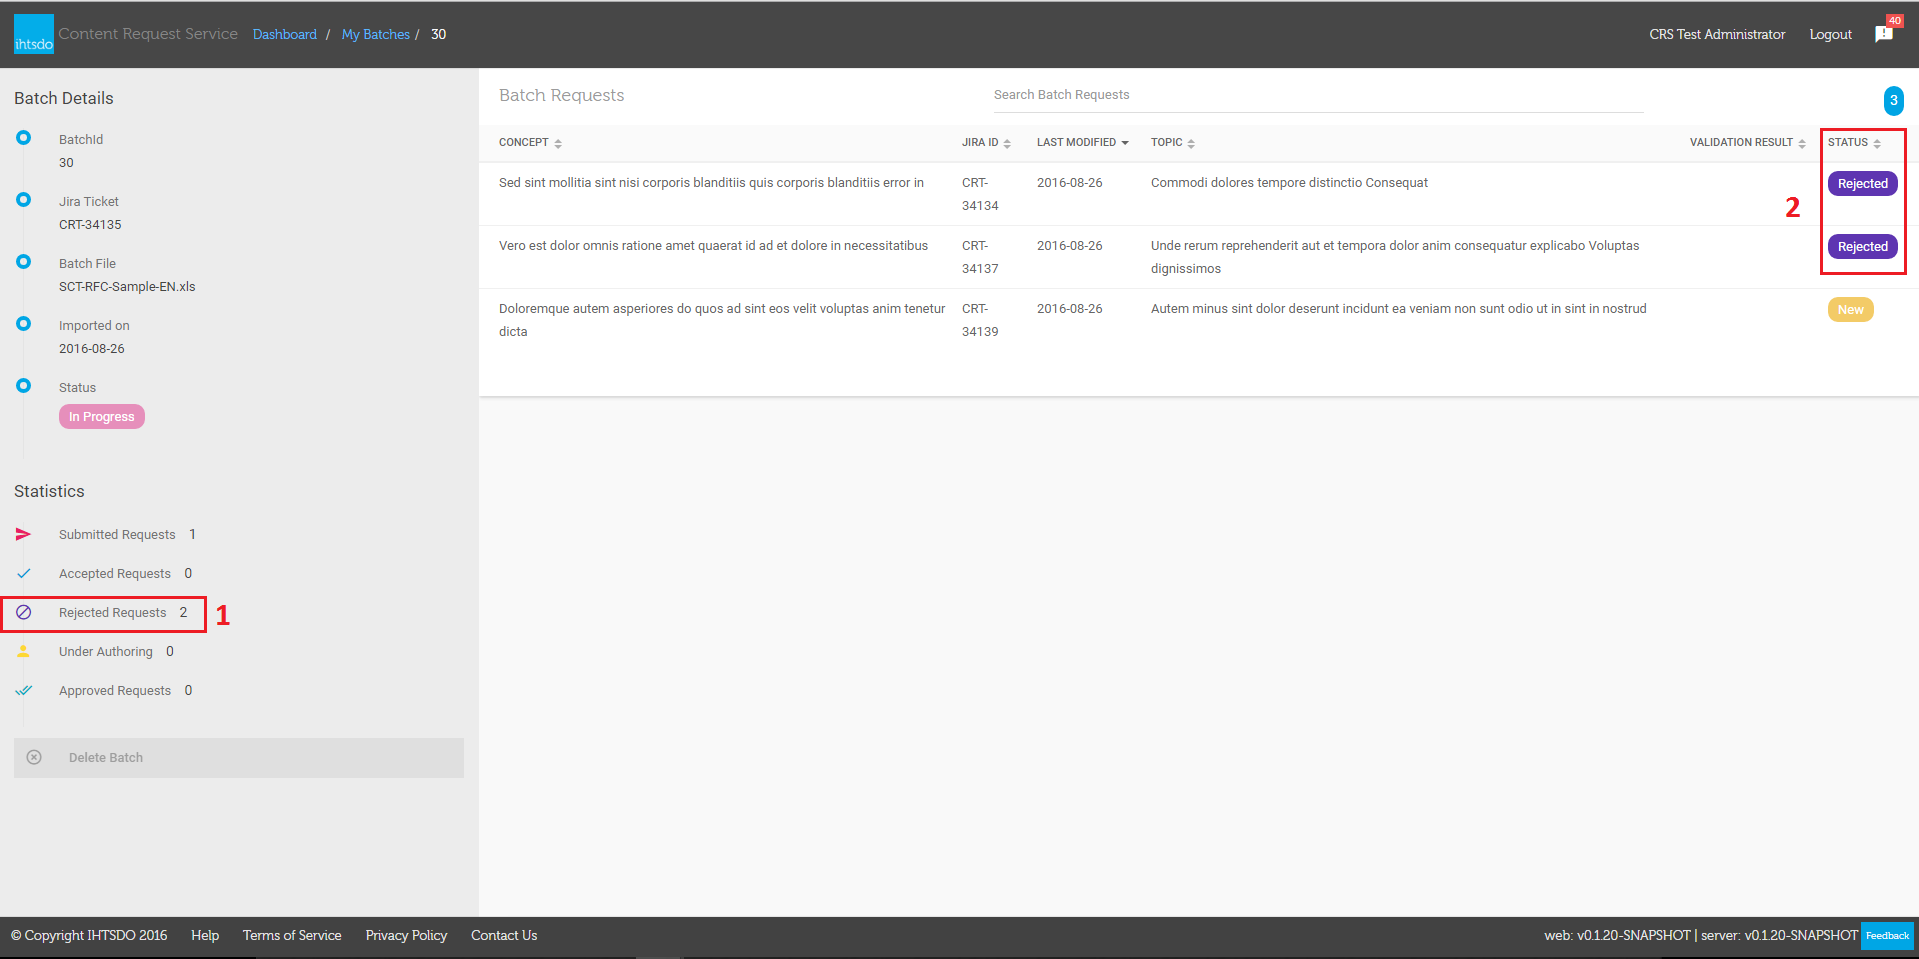 ihtsdo Content Request Service Dashboard / My Batches / 30
CRS Test Administrator Logout 40
Batch Details
BatchId
30
Jira Ticket
CRT-34135
Batch File
SCT-RFC-Sample-EN.xls
Imported on
2016-08-26
Status
In Progress
Statistics
Submitted Requests 1
Accepted Requests 0
Rejected Requests 2 1
Under Authoring 0
Approved Requests 0
Delete Batch
Batch Requests Search Batch Requests 3
CONCEPT JIRA ID LAST MODIFIED TOPIC VALIDATION RESULT STATUS
Sed sint mollitia sint nisi corporis blanditiis quis corporis blanditiis error in CRT- 2016-08-26 Commodi dolores tempore distinctio Consequat Rejected
34134 2
Vero est dolor omnis ratione amet quaerat id ad et dolore in necessitatibus CRT- 2016-08-26 Unde rerum reprehenderit aut et tempora dolor anim consequatur explicabo Voluptas Rejected
34137 dignissimos
Doloremque autem asperiores do quos ad sint eos velit voluptas anim tenetur CRT- 2016-08-26 Autem minus sint dolor deserunt incidunt ea veniam non sunt odio ut in sint in nostrud New
dicta 34139
© Copyright IHTSDO 2016 Help Terms of Service Privacy Policy Contact Us web: v0.1.20-SNAPSHOT | server: v0.1.20-SNAPSHOT Feedback